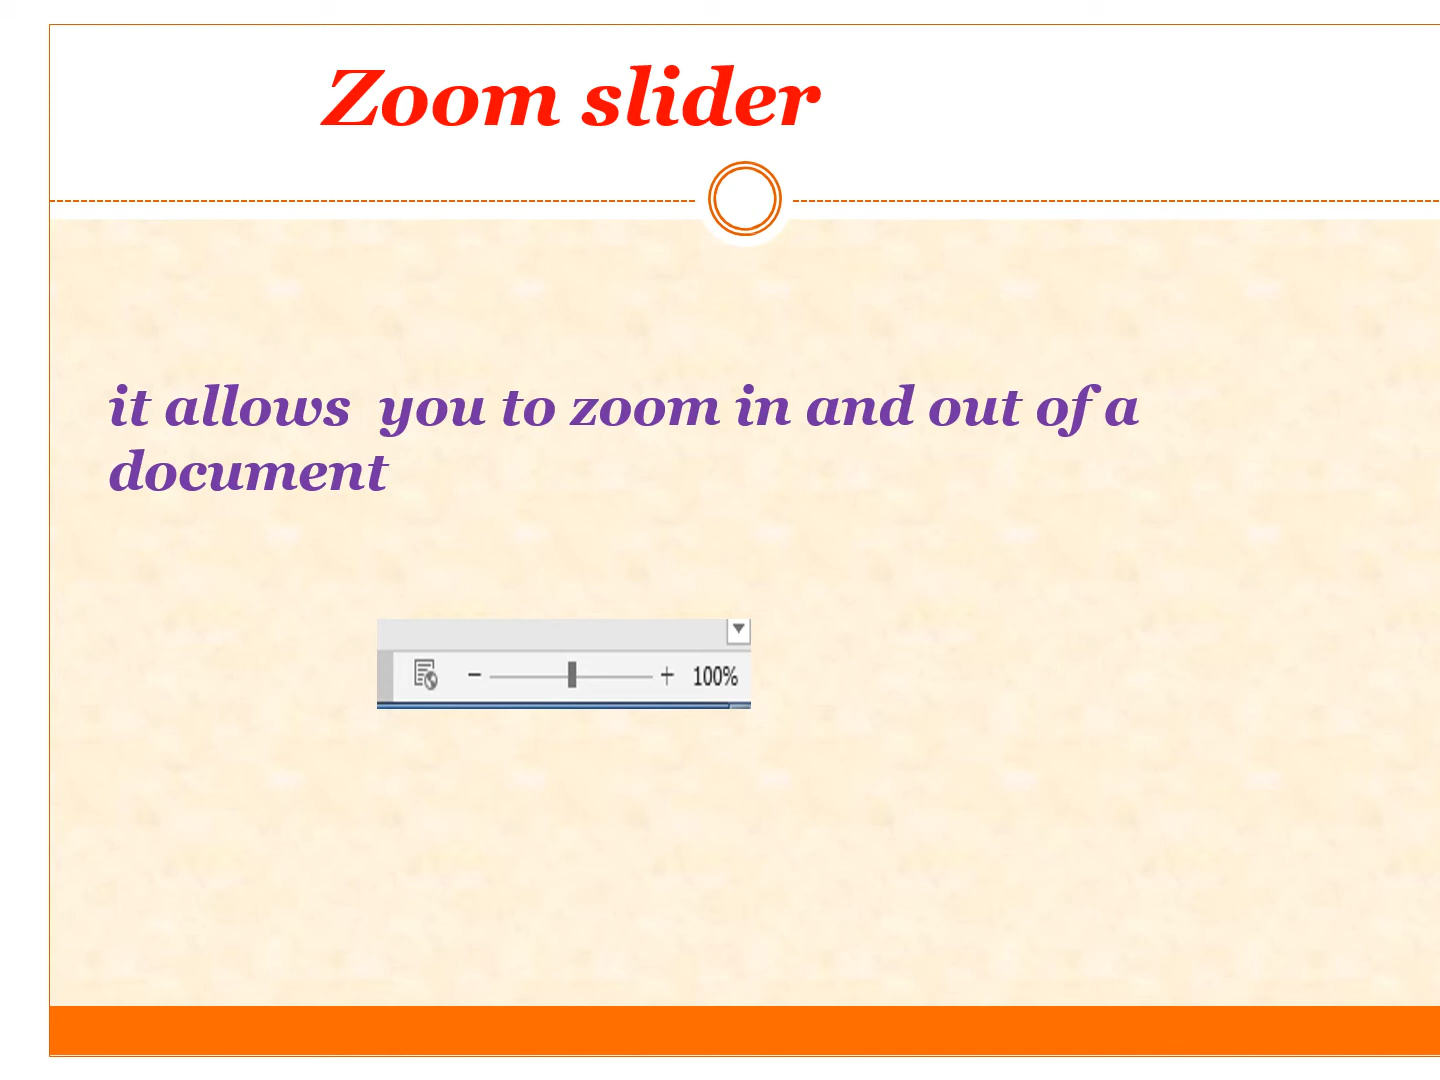 Zoom slider
it allows  you to zoom in and out of a
document
− + 100%